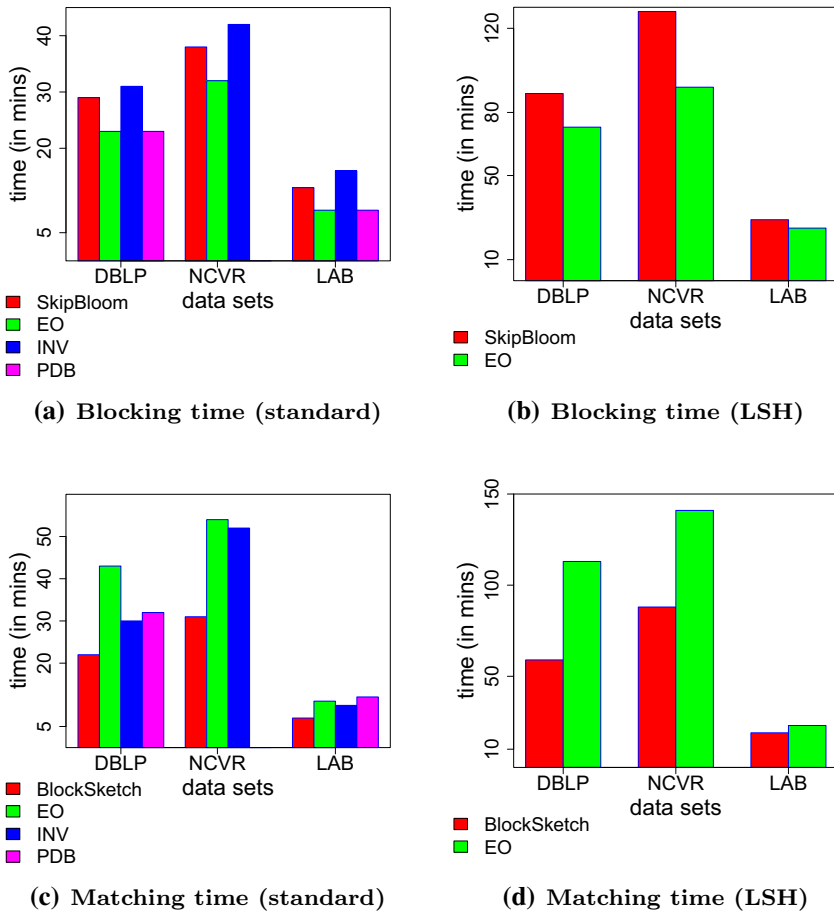 time (in mins)
40
30
20
5
DBLP NCVR LAB
data sets
SkipBloom
EO
INV
PDB
(a) Blocking time (standard)
time (in mins)
120
80
50
10
DBLP NCVR LAB
data sets
SkipBloom
EO
(b) Blocking time (LSH)
time (in mins)
50
40
30
20
5
DBLP NCVR LAB
data sets
BlockSketch
EO
INV
PDB
(c) Matching time (standard)
time (in mins)
150
100
50
10
DBLP NCVR LAB
data sets
BlockSketch
EO
(d) Matching time (LSH)